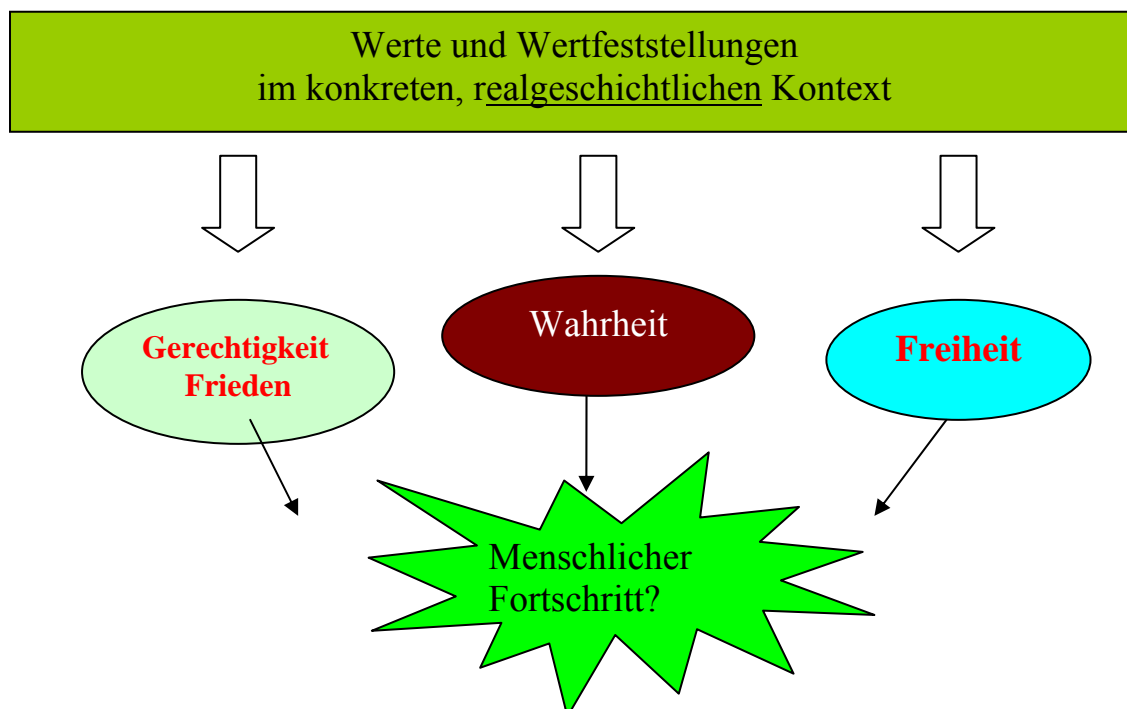 Werte und Wertfeststellungen
im konkreten, realgeschichtlichen Kontext
Gerechtigkeit
Frieden
Wahrheit
Freiheit
Menschlicher
Fortschritt?